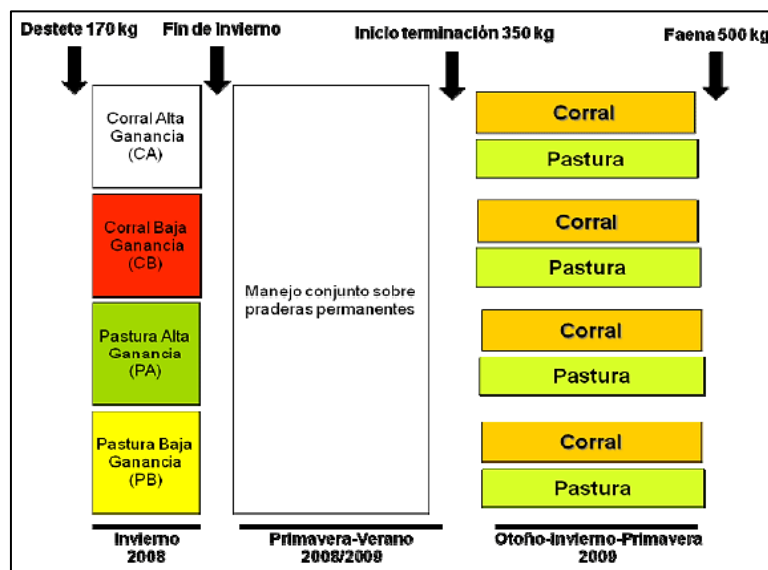 Destete 170 kg
Fin de invierno
Inicio terminación 350 kg
Faena 500 kg
Corral Alta
Ganancia
(CA)
Corral Baja
Ganancia
(CB)
Pastura Alta
Ganancia
(PA)
Pastura Baja
Ganancia
(PB)
Manejo conjunto sobre
praderas permanentes
Corral
Pastura
Corral
Pastura
Corral
Pastura
Corral
Pastura
Invierno
2008
Primavera-Verano
2008/2009
Otoño-Invierno-Primavera
2009